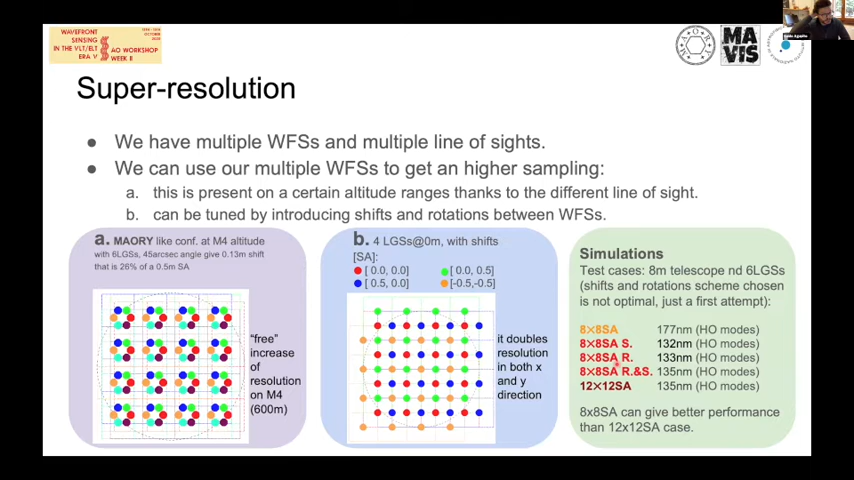 WAVEFRONT
SENSING
IN THE VLT/ELT
ERA V
AO WORKSHOP
WEEK II
MAORY
MA
VIS
Super-resolution
● We have multiple WFSs and multiple line of sights.
● We can use our multiple WFSs to get an higher sampling:
a. this is present on a certain altitude ranges thanks to the different line of sight.
b. can be tuned by introducing shifts and rotations between WFSs.
a. MAORY like conf. at M4 altitude
with 6LGSs, 45arcsec angle give 0.13m shift
that is 26% of a 0.5m SA
"free"
increase
of
resolution
on M4
(600m)
b. 4 LGSs@0m, with shifts
[SA]:
[ 0.0, 0.0] [ 0.0, 0.5]
[ 0.5, 0.0] [-0.5,-0.5]
it doubles
resolution
in both x
and y
direction
Simulations
Test cases: 8m telescope nd 6LGSs
(shifts and rotations scheme chosen
is not optimal, just a first attempt):
8×8SA 177nm (HO modes)
8×8SA S. 132nm (HO modes)
8×8SA R. 133nm (HO modes)
8×8SA R.&S. 135nm (HO modes)
12×12SA 135nm (HO modes)
8x8SA can give better performance
than 12x12SA case.